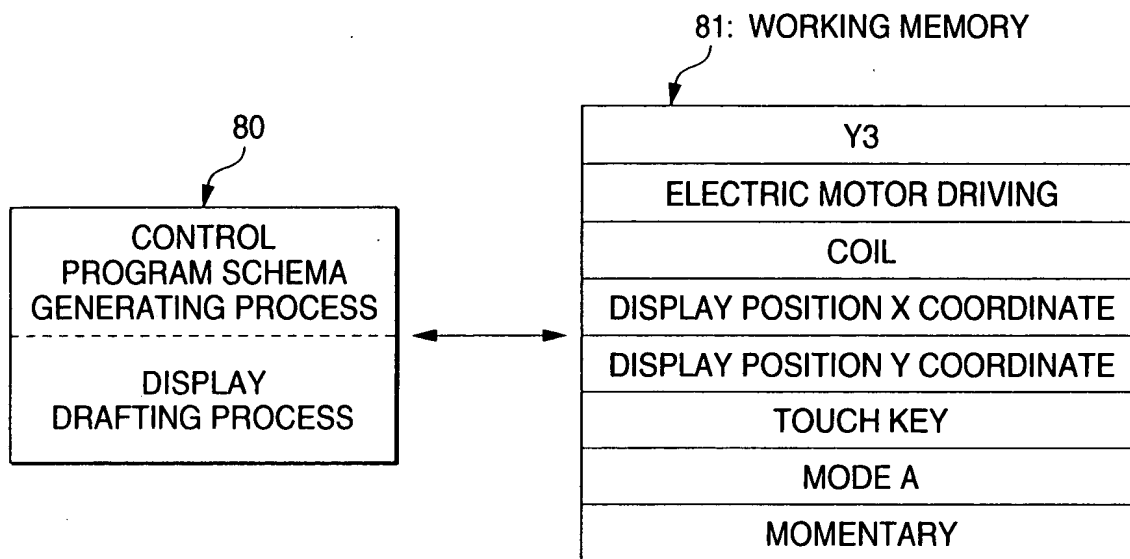 81: WORKING MEMORY
80
CONTROL
PROGRAM SCHEMA
GENERATING PROCESS
DISPLAY
DRAFTING PROCESS
Y3
ELECTRIC MOTOR DRIVING
COIL
DISPLAY POSITION X COORDINATE
DISPLAY POSITION Y COORDINATE
TOUCH KEY
MODE A
MOMENTARY